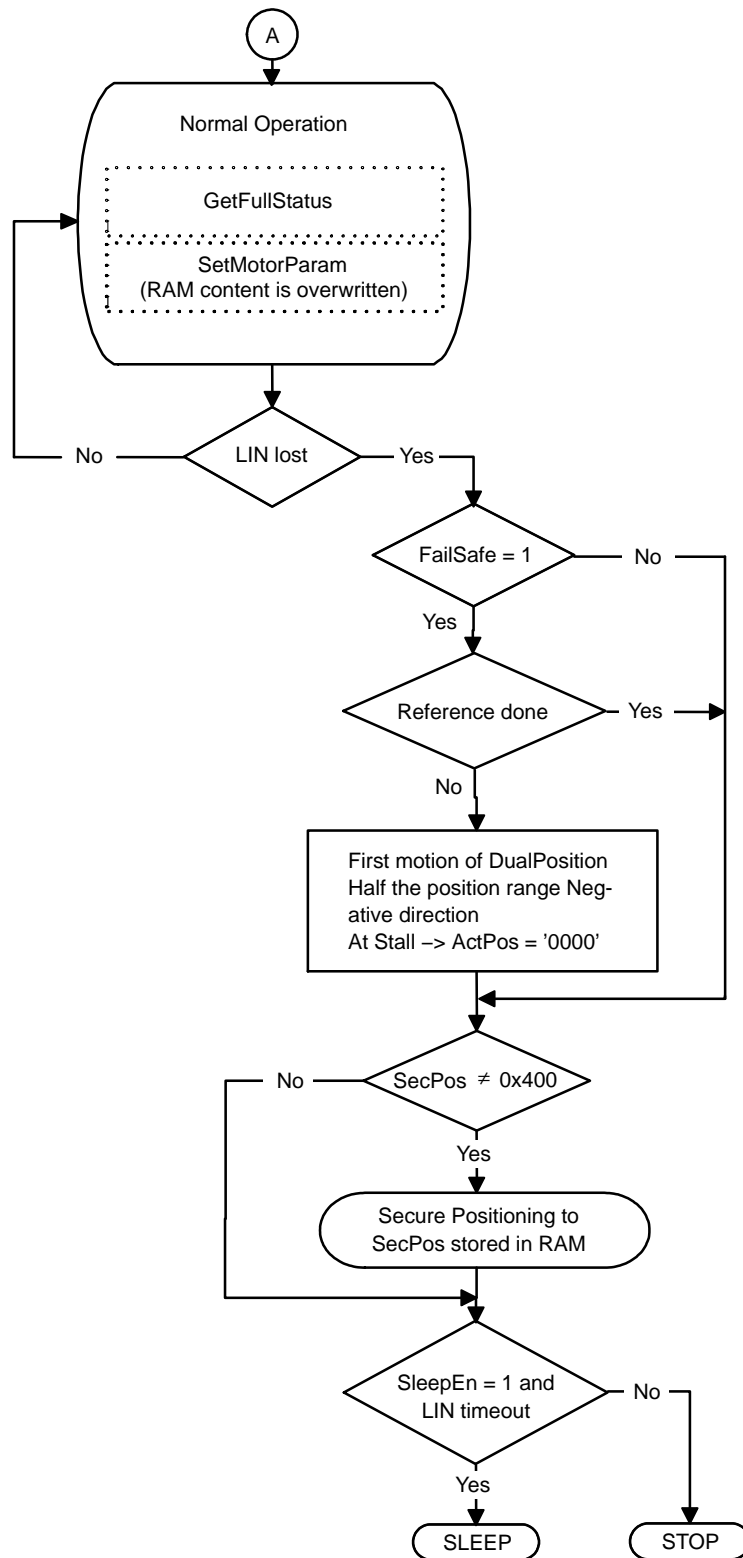 A
Normal Operation
GetFullStatus
SetMotorParam
(RAM content is overwritten)
No
LIN lost
Yes
FailSafe = 1
No
Yes
Reference done
Yes
No
First motion of DualPosition
Half the position range Neg-
ative direction
At Stall −> ActPos = '0000'
No
SecPos ≠ 0x400
Yes
Secure Positioning to
SecPos stored in RAM
SleepEn = 1 and
LIN timeout
No
Yes
SLEEP
STOP